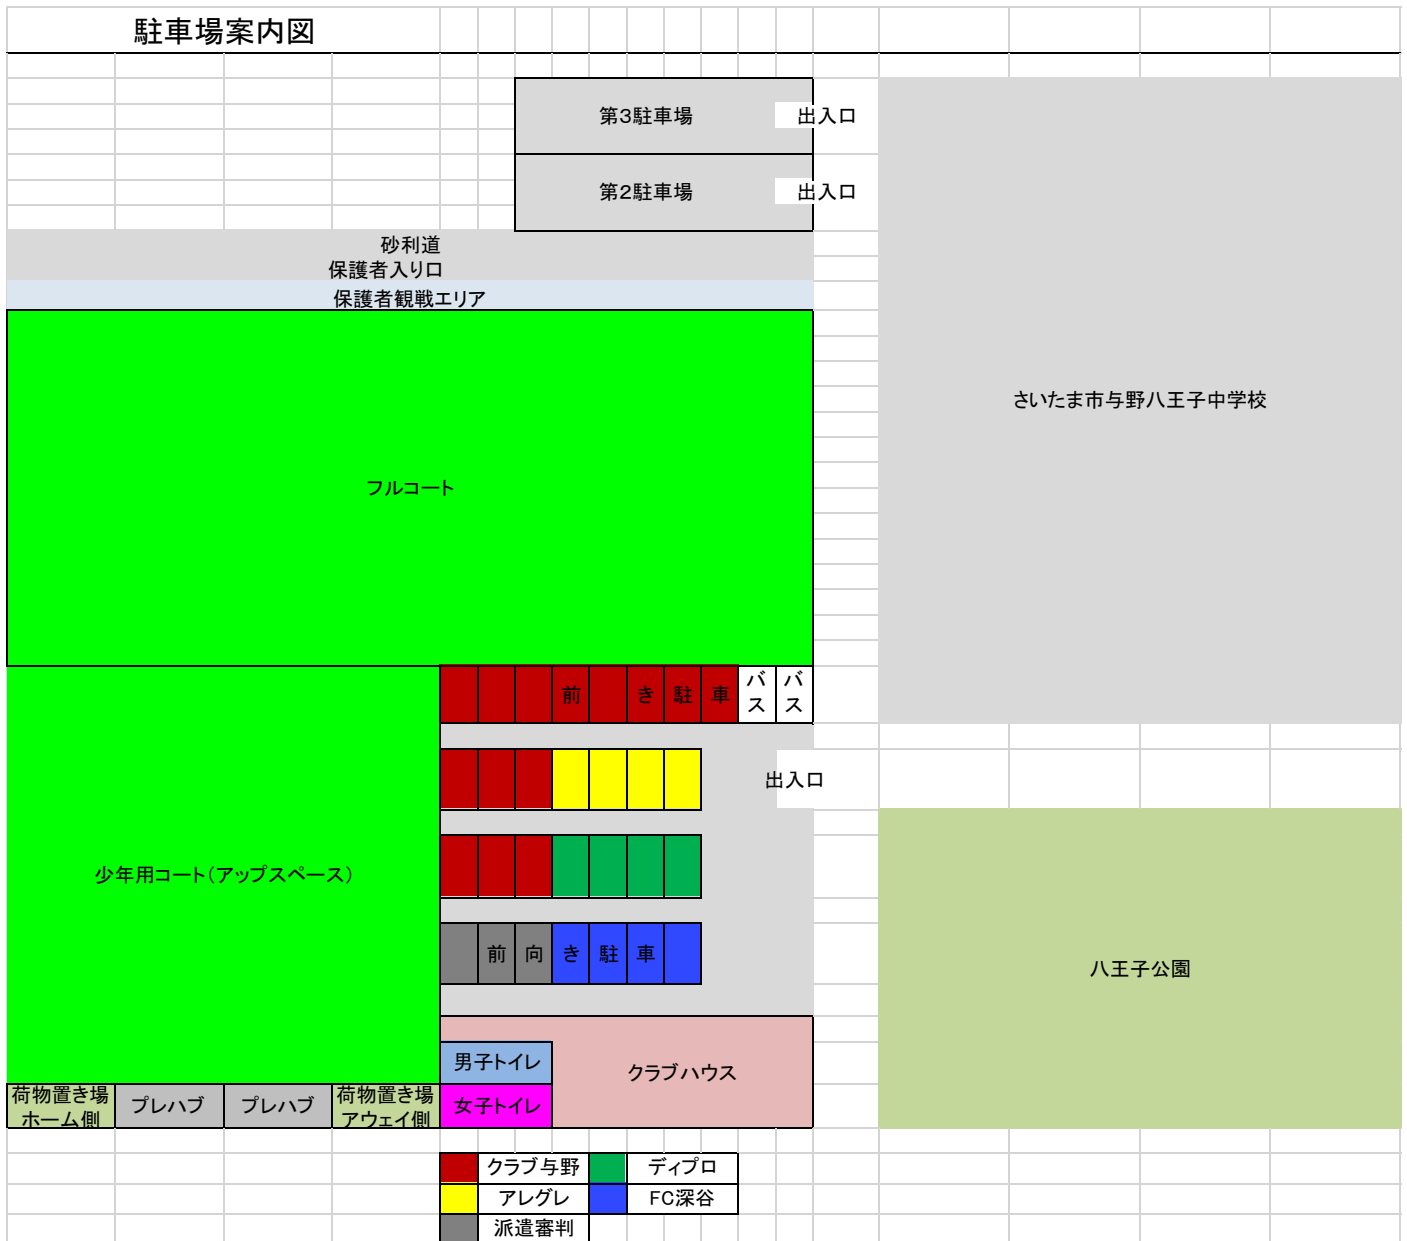 駐車場案内図
第3駐車場
出入口
第2駐車場
出入口
砂利道
保護者入り口
保護者観戦エリア
フルコート
さいたま市与野八王子中学校
前 き 駐 車 バス バス
出入口
少年用コート（アップスペース）
前 向 き 駐 車
八王子公園
男子トイレ
クラブハウス
荷物置き場
ホーム側
プレハブ
プレハブ
荷物置き場
アウェイ側
女子トイレ
クラブ与野
ディプロ
アレグレ
FC深谷
派遣審判